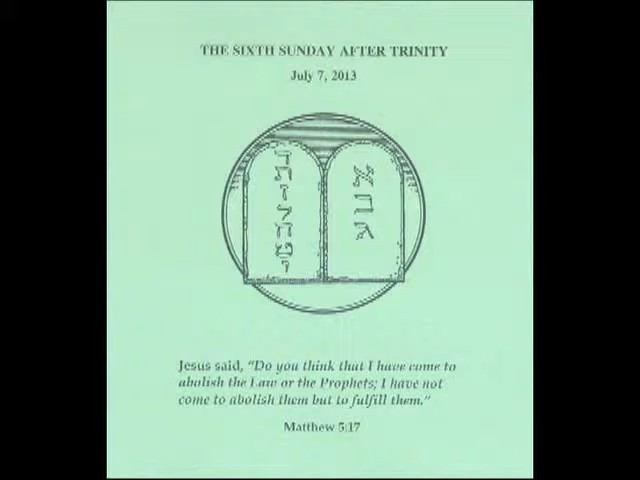 THE SIXTH SUNDAY AFTER TRINITY
July 7, 2013
Jesus said, "Do you think that I have come to
abolish the Law or the Prophets; I have not
come to abolish them but to fulfill them."
Matthew 5:17